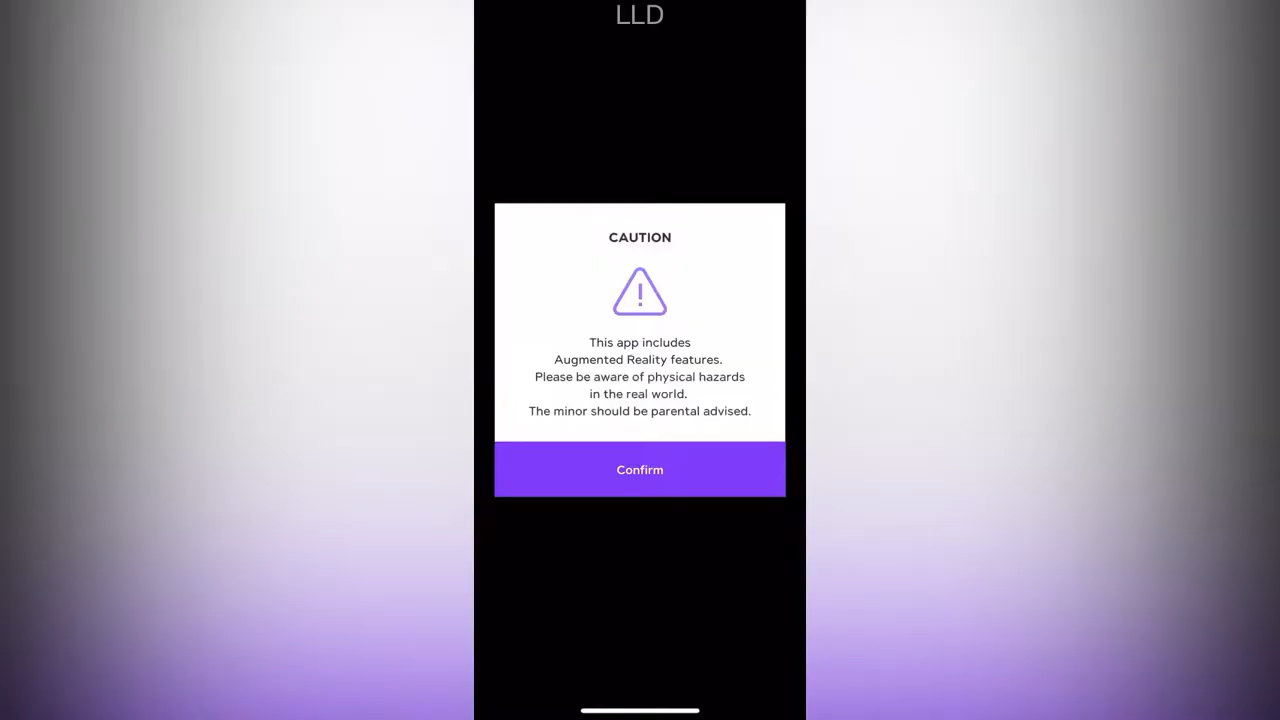 LLD
CAUTION
This app includes
Augmented Reality features.
Please be aware of physical hazards
in the real world.
The minor should be parental advised.
Confirm